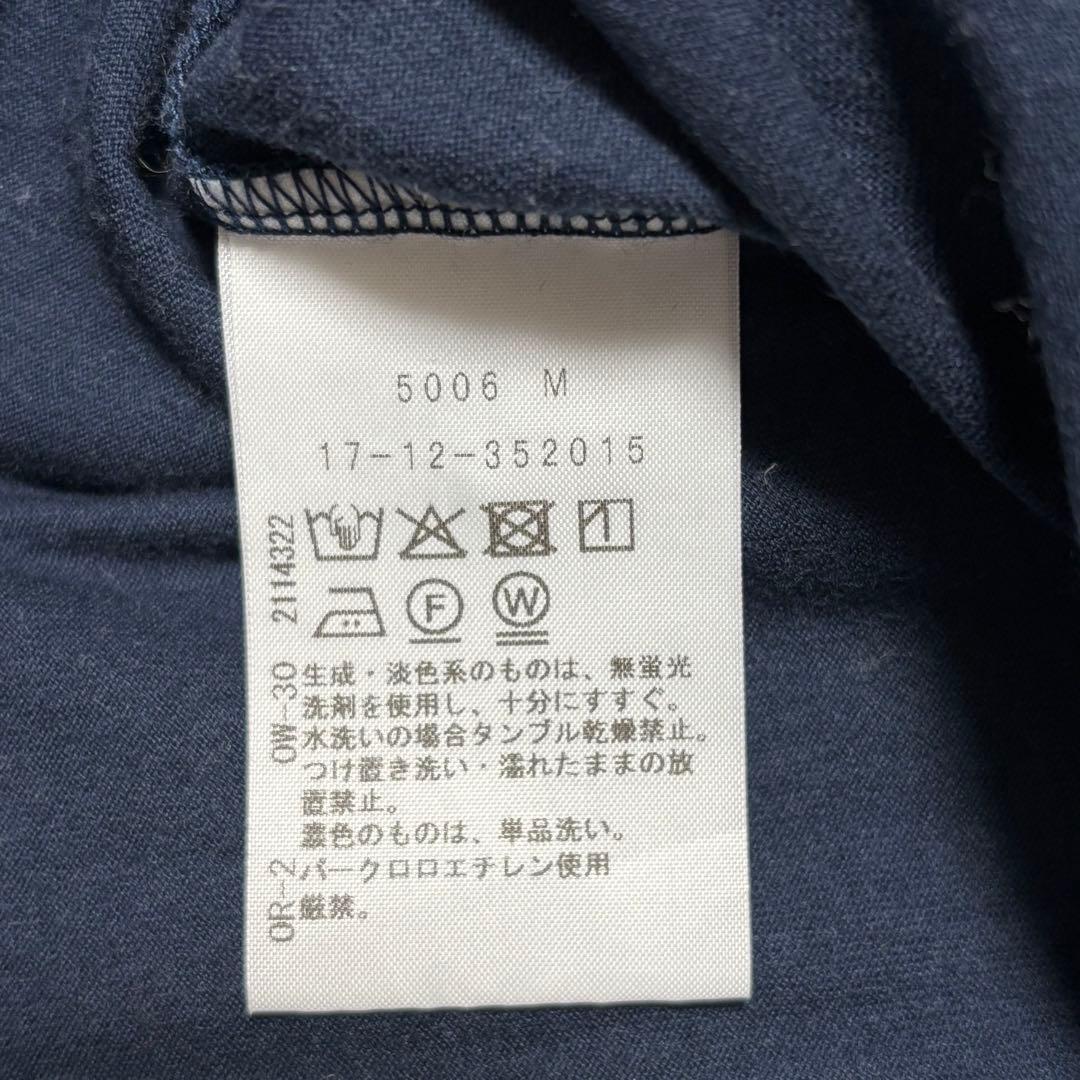 5006 M
17-12-352015
2114322
F
W
OW-30
生成・淡色系のものは、無蛍光
洗剤を使用し、十分にすすぐ。
水洗いの場合タンブル乾燥禁止。
つけ置き洗い・濡れたままの放
置禁止。
濃色のものは、単品洗い。
OR-2
パークロロエチレン使用
厳禁。